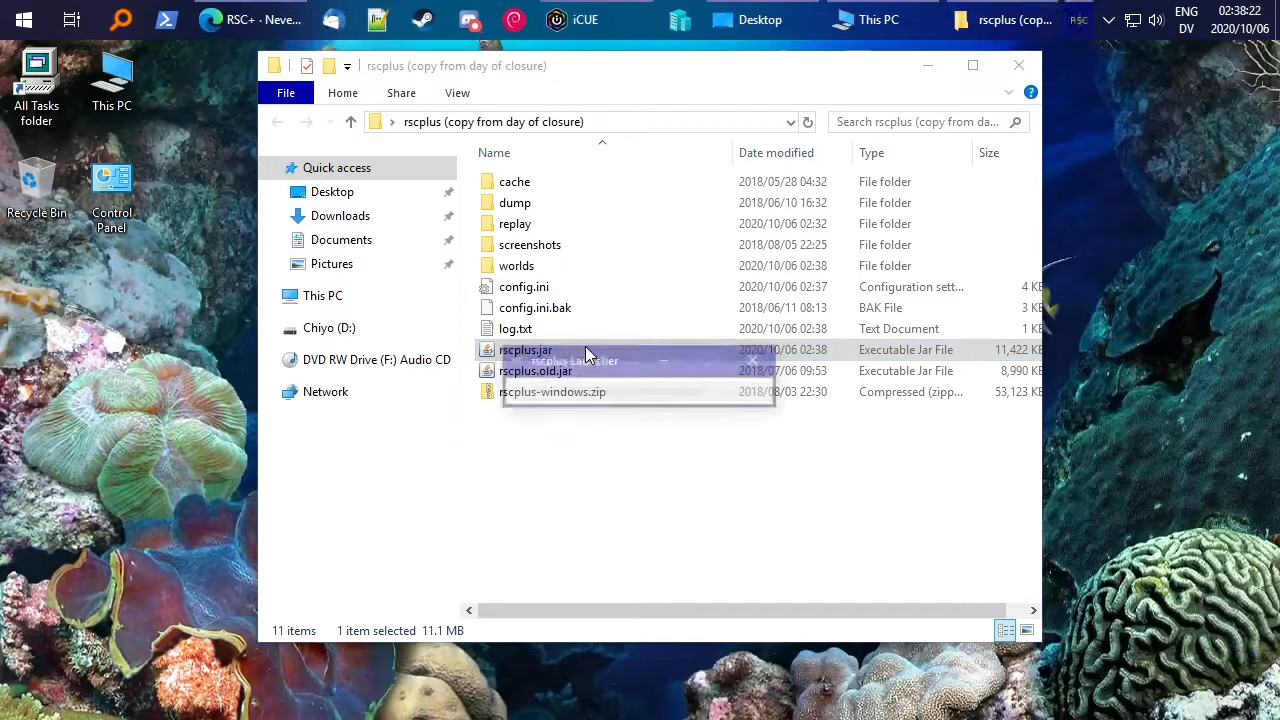 RSC+ - Neve...
iCUE
Desktop
This PC
rscplus (cop...
RSC
ENG
DV
02:38:22
2020/10/06
All Tasks
folder
This PC
Recycle Bin
Control
Panel
rscplus (copy from day of closure)
File
Home
Share
View
rscplus (copy from day of closure)
Search rscplus (copy from da...
Name
Date modified
Type
Size
Quick access
Desktop
Downloads
Documents
Pictures
This PC
Chiyo (D:)
DVD RW Drive (F:) Audio CD
Network
cache 2018/05/28 04:32 File folder
dump 2018/06/10 16:32 File folder
replay 2020/10/06 02:32 File folder
screenshots 2018/08/05 22:25 File folder
worlds 2020/10/06 02:38 File folder
config.ini 2020/10/06 02:37 Configuration sett... 4 KB
config.ini.bak 2018/06/11 08:13 BAK File 3 KB
log.txt 2020/10/06 02:38 Text Document 1 KB
rscplus.jar 2020/10/06 02:38 Executable Jar File 11,422 KB
rscplus Launcher
rscplus.old.jar 2018/07/06 09:53 Executable Jar File 8,990 KB
rscplus-windows.zip 2018/08/03 22:30 Compressed (zipp... 53,123 KB
11 items
1 item selected 11.1 MB